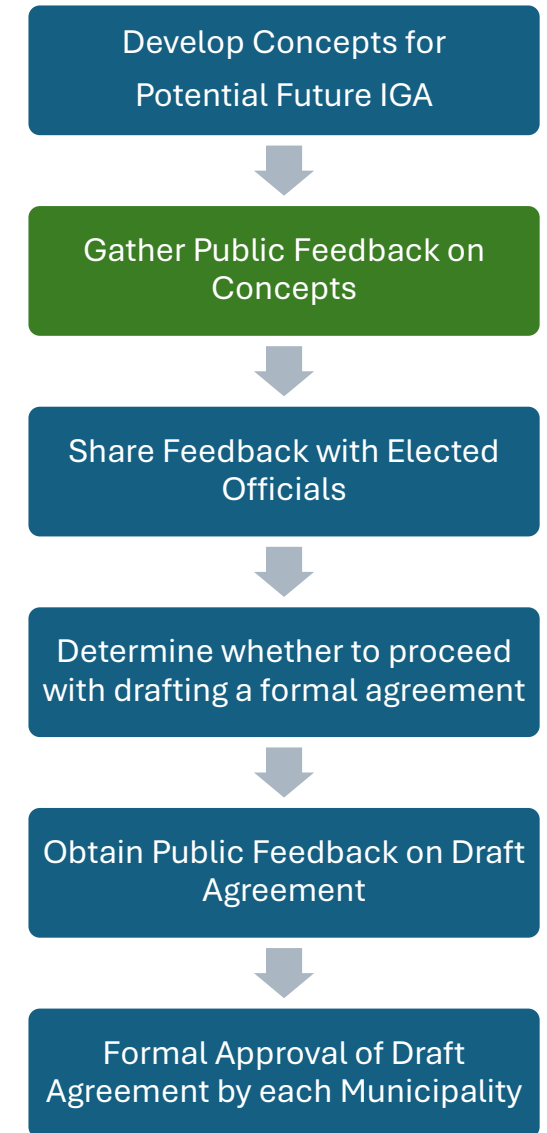 Develop Concepts for
Potential Future IGA
Gather Public Feedback on
Concepts
Share Feedback with Elected
Officials
Determine whether to proceed
with drafting a formal agreement
Obtain Public Feedback on Draft
Agreement
Formal Approval of Draft
Agreement by each Municipality